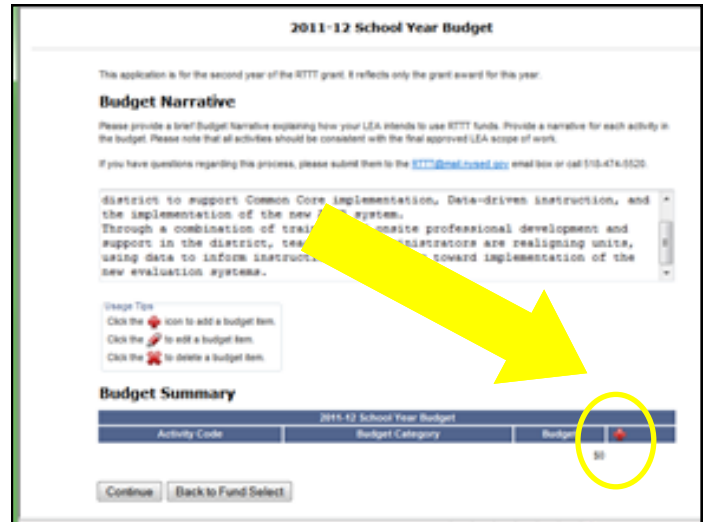 2011-12 School Year Budget
This application is for the second year of the RTTT grant. It reflects only the grant award for this year.
Budget Narrative
Please provide a brief Budget Narrative explaining how your LEA intends to use RTTT funds. Provide a narrative for each activity in
the budget. Please note that all activities should be consistent with the final approved LEA scope of work.
If you have questions regarding this process, please submit them to the RTTT@mail.nysed.gov email box or call 518-474-5520.
district to support Common Core implementation, Data-driven instruction, and
the implementation of the new system.
Through a combination of onsite professional development and
support in the district, administrators are realigning units,
using data to inform toward implementation of the
new evaluation systems.
Usage Tips
Click the icon to add a budget item.
Click the to edit a budget item.
Click the to delete a budget item.
Budget Summary
2011-12 School Year Budget
Activity Code Budget Category Budget
$0
Continue Back to Fund Select